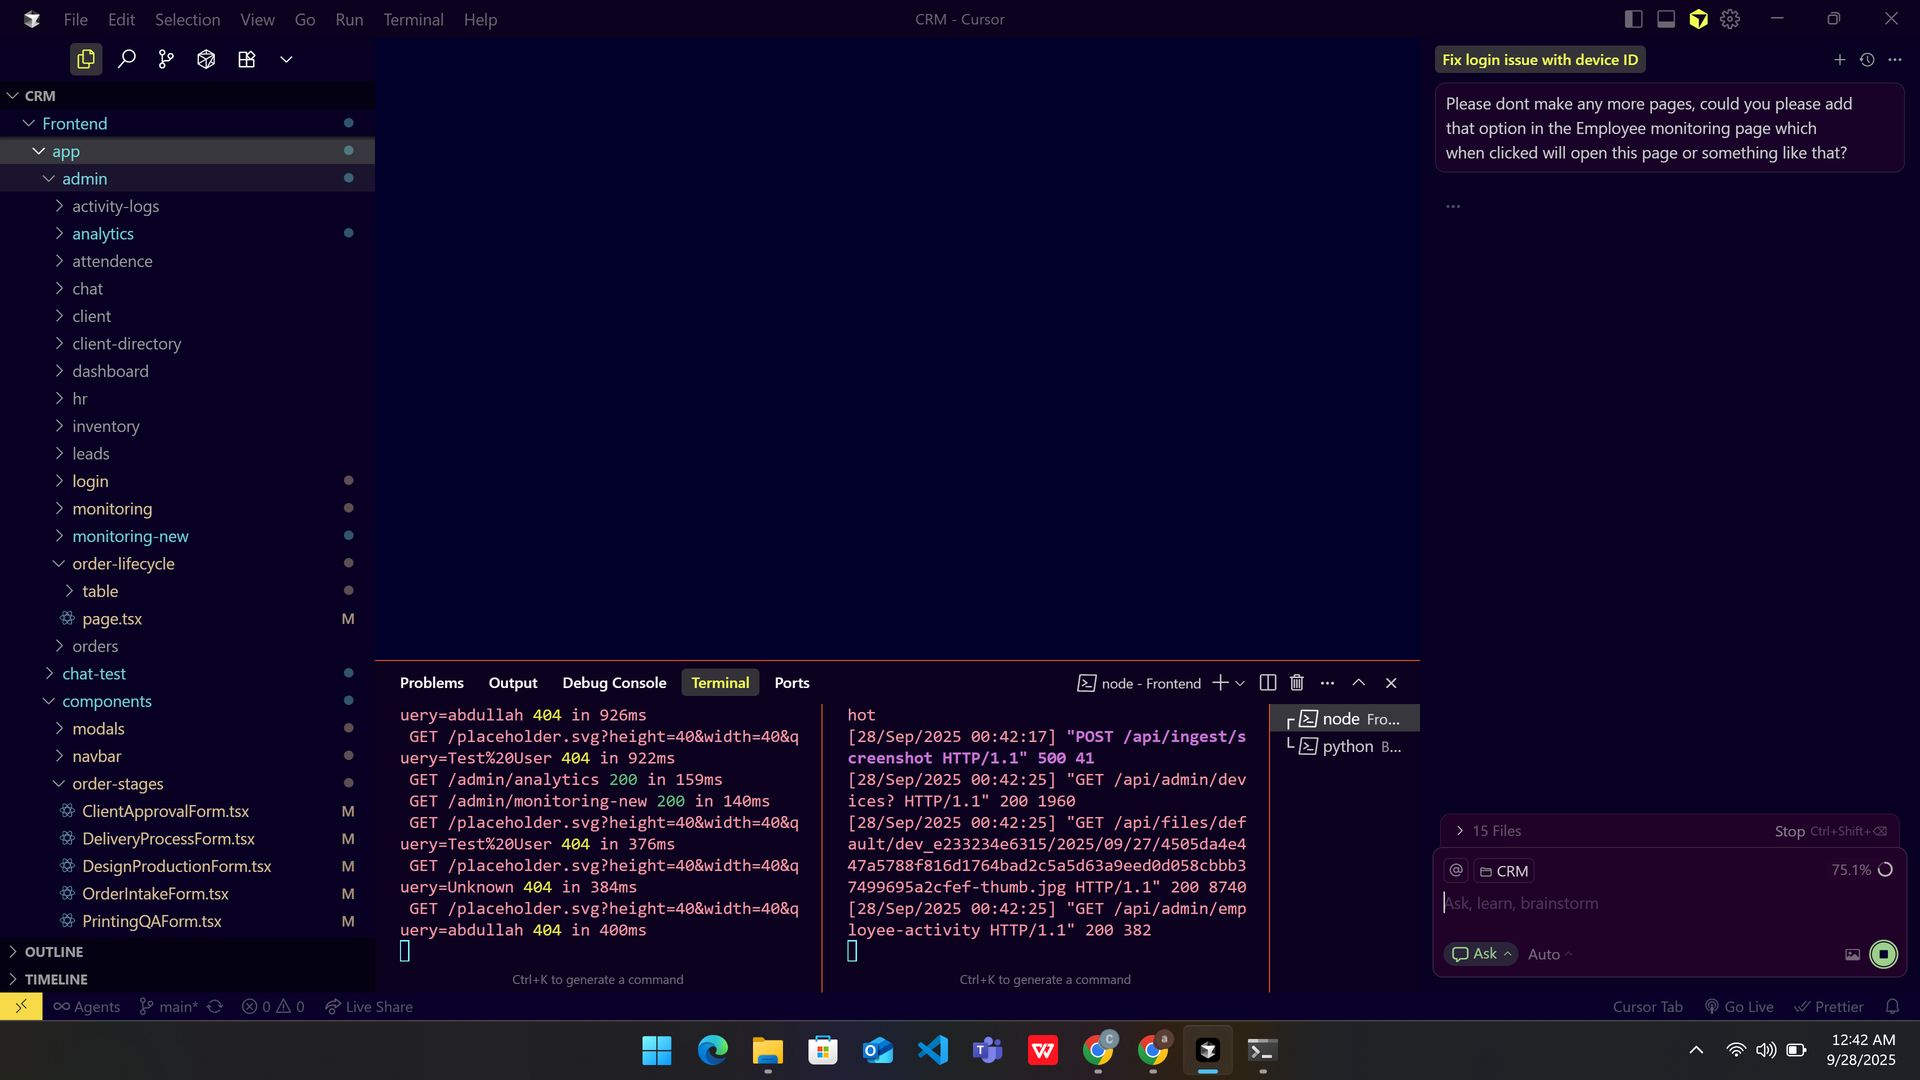 File Edit Selection View Go Run Terminal Help
CRM - Cursor
CRM
Frontend
app
admin
activity-logs
analytics
attendence
chat
client
client-directory
dashboard
hr
inventory
leads
login
monitoring
monitoring-new
order-lifecycle
table
page.tsx M
orders
chat-test
components
modals
navbar
order-stages
ClientApprovalForm.tsx M
DeliveryProcessForm.tsx M
DesignProductionForm.tsx M
OrderIntakeForm.tsx M
PrintingQAForm.tsx M
OUTLINE
TIMELINE
Problems Output Debug Console Terminal Ports
node - Frontend
uery=abdullah 404 in 926ms
GET /placeholder.svg?height=40&width=40&q
uery=Test%20User 404 in 922ms
GET /admin/analytics 200 in 159ms
GET /admin/monitoring-new 200 in 140ms
GET /placeholder.svg?height=40&width=40&q
uery=Test%20User 404 in 376ms
GET /placeholder.svg?height=40&width=40&q
uery=Unknown 404 in 384ms
GET /placeholder.svg?height=40&width=40&q
uery=abdullah 404 in 400ms
Ctrl+K to generate a command
hot
[28/Sep/2025 00:42:17] "POST /api/ingest/s
creenshot HTTP/1.1" 500 41
[28/Sep/2025 00:42:25] "GET /api/admin/dev
ices? HTTP/1.1" 200 1960
[28/Sep/2025 00:42:25] "GET /api/files/def
ault/dev_e233234e6315/2025/09/27/4505da4e4
47a5788f816d1764bad2c5a5d63a9eed0d058cbbb3
7499695a2cfef-thumb.jpg HTTP/1.1" 200 8740
[28/Sep/2025 00:42:25] "GET /api/admin/emp
loyee-activity HTTP/1.1" 200 382
Ctrl+K to generate a command
node Fro...
python B...
Fix login issue with device ID
Please dont make any more pages, could you please add
that option in the Employee monitoring page which
when clicked will open this page or something like that?
...
15 Files Stop Ctrl+Shift+⌫
@ CRM 75.1%
Ask, learn, brainstorm
Ask Auto
Agents main* 0 0 Live Share
Cursor Tab Go Live Prettier
12:42 AM
9/28/2025